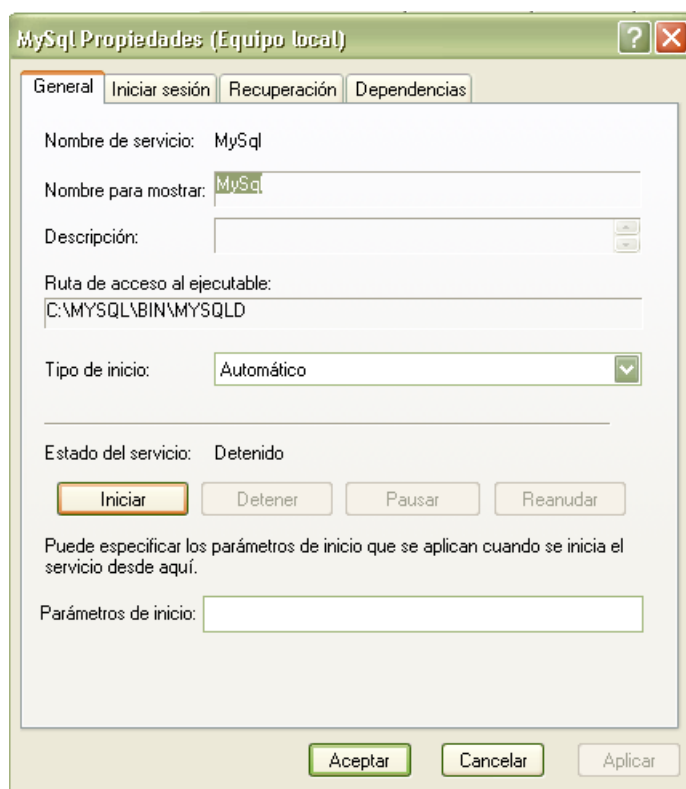 MySql Propiedades (Equipo local)
General Iniciar sesión Recuperación Dependencias
Nombre de servicio: MySql
Nombre para mostrar: MySql
Descripción:
Ruta de acceso al ejecutable:
C:\MYSQL\BIN\MYSQLD
Tipo de inicio: Automático
Estado del servicio: Detenido
Iniciar Detener Pausar Reanudar
Puede especificar los parámetros de inicio que se aplican cuando se inicia el
servicio desde aquí.
Parámetros de inicio:
Aceptar Cancelar Aplicar